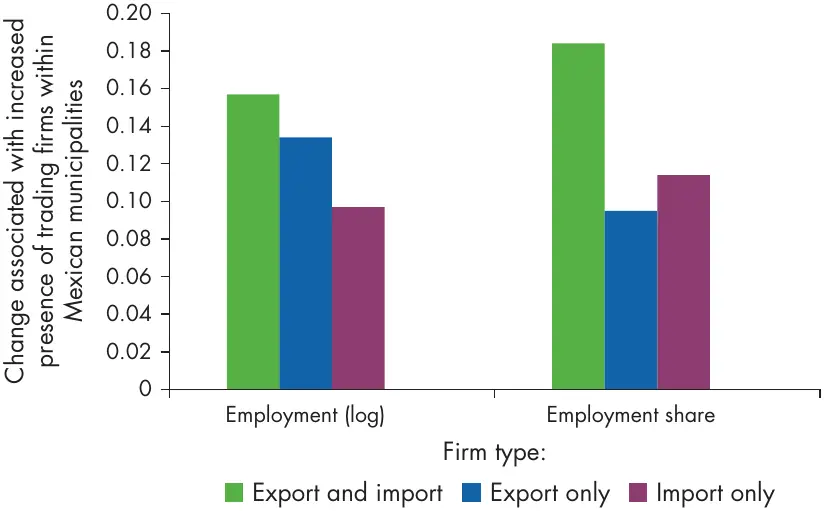 Change associated with increased
presence of trading firms within
Mexican municipalities
0.20
0.18
0.16
0.14
0.12
0.10
0.08
0.06
0.04
0.02
0
Employment (log)
Employment share
Firm type:
Export and import
Export only
Import only